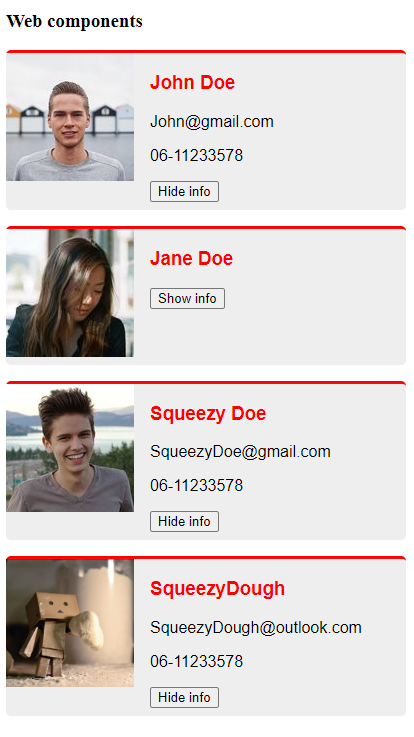 Web components
John Doe
John@gmail.com
06-11233578
Hide info
Jane Doe
Show info
Squeezy Doe
SqueezyDoe@gmail.com
06-11233578
Hide info
SqueezyDough
SqueezyDough@outlook.com
06-11233578
Hide info